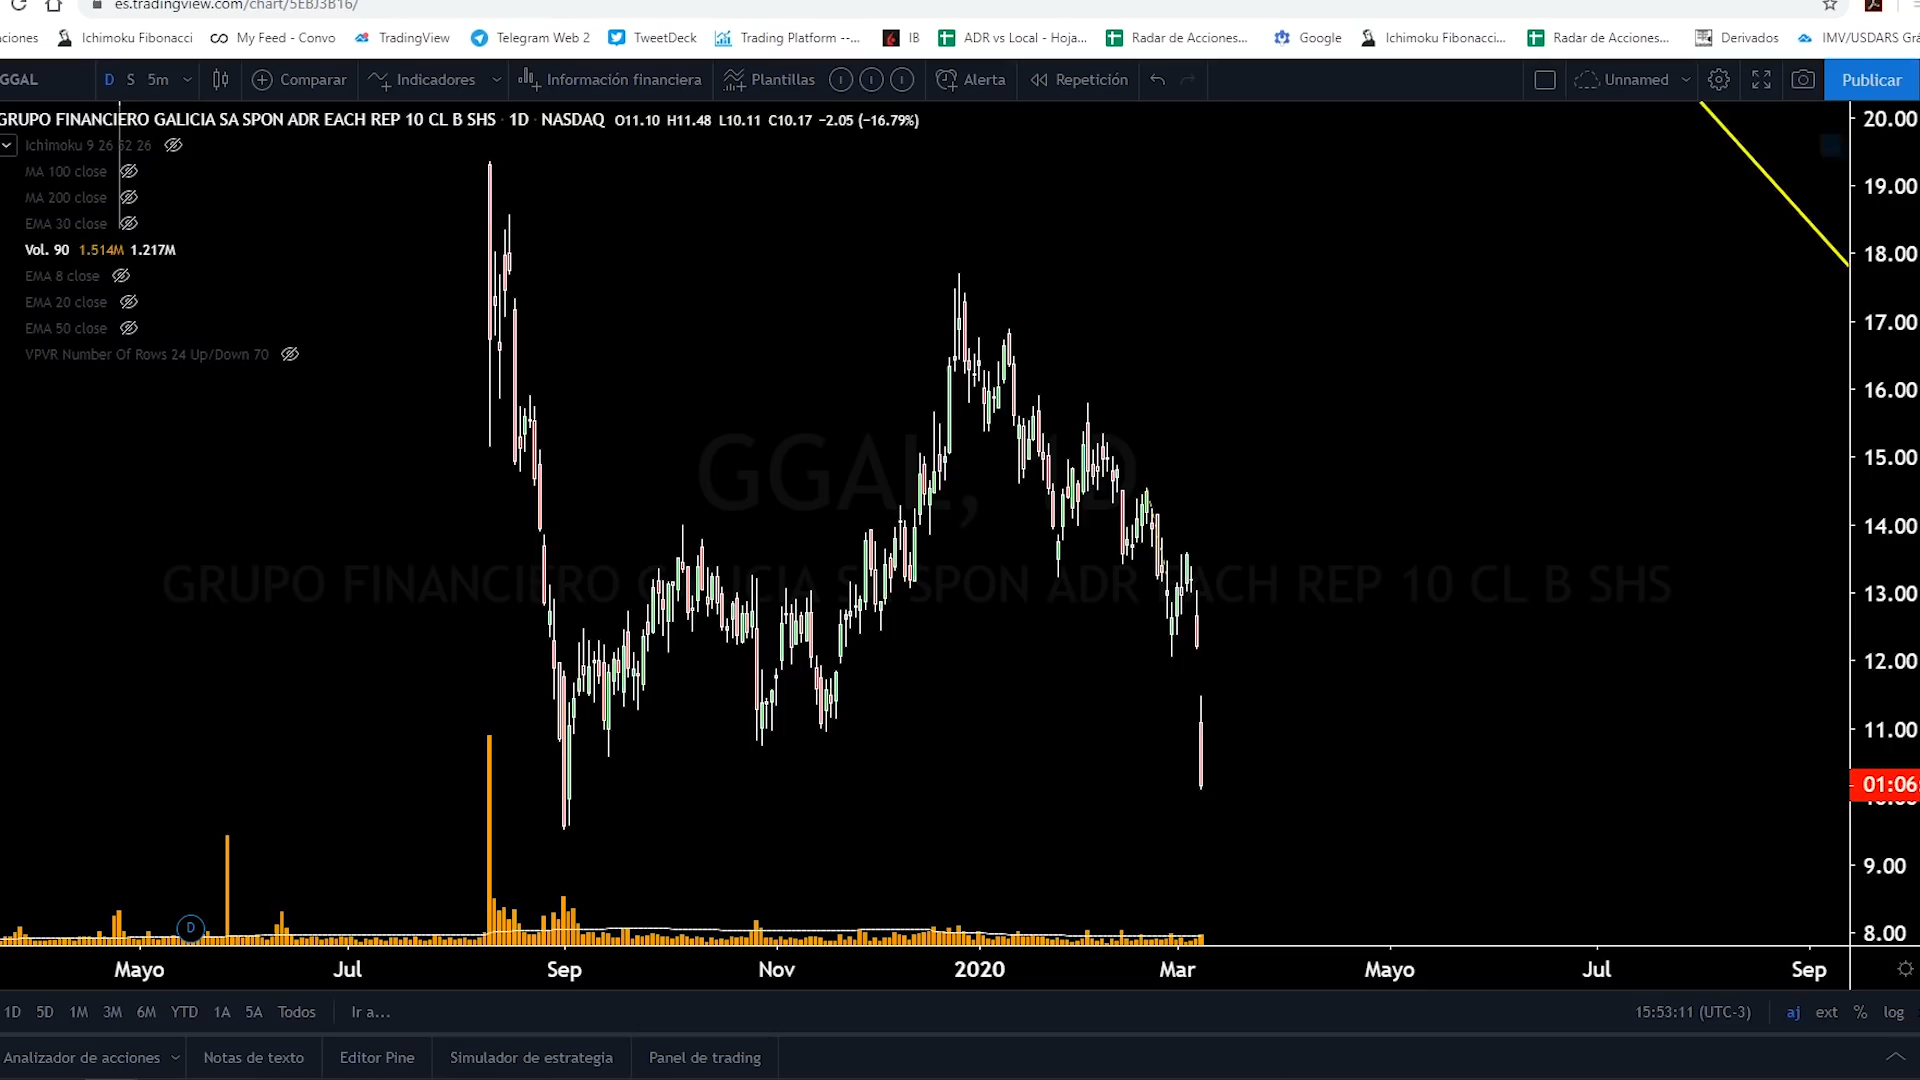 es.tradingview.com/chart/5EBJ3B16/
ciones Ichimoku Fibonacci My Feed - Convo TradingView Telegram Web 2 TweetDeck Trading Platform --... IB ADR vs Local - Hoja... Radar de Acciones... Google Ichimoku Fibonacci... Radar de Acciones... Derivados IMV/USDARS Grá
GGAL D S 5m Comparar Indicadores Información financiera Plantillas Alerta Repetición Unnamed Publicar
GRUPO FINANCIERO GALICIA SA SPON ADR EACH REP 10 CL B SHS 1D NASDAQ O11.10 H11.48 L10.11 C10.17 −2.05 (−16.79%)
Ichimoku 9 26 52 26
MA 100 close
MA 200 close
EMA 30 close
Vol. 90 1.514M 1.217M
EMA 8 close
EMA 20 close
EMA 50 close
VPVR Number Of Rows 24 Up/Down 70
GGAL, 1D
GRUPO FINANCIERO GALICIA SA SPON ADR EACH REP 10 CL B SHS
20.00
19.00
18.00
17.00
16.00
15.00
14.00
13.00
12.00
11.00
01:06:
9.00
8.00
D
Mayo Jul Sep Nov 2020 Mar Mayo Jul Sep
1D 5D 1M 3M 6M YTD 1A 5A Todos Ir a... 15:53:11 (UTC-3) aj ext % log
Analizador de acciones Notas de texto Editor Pine Simulador de estrategia Panel de trading